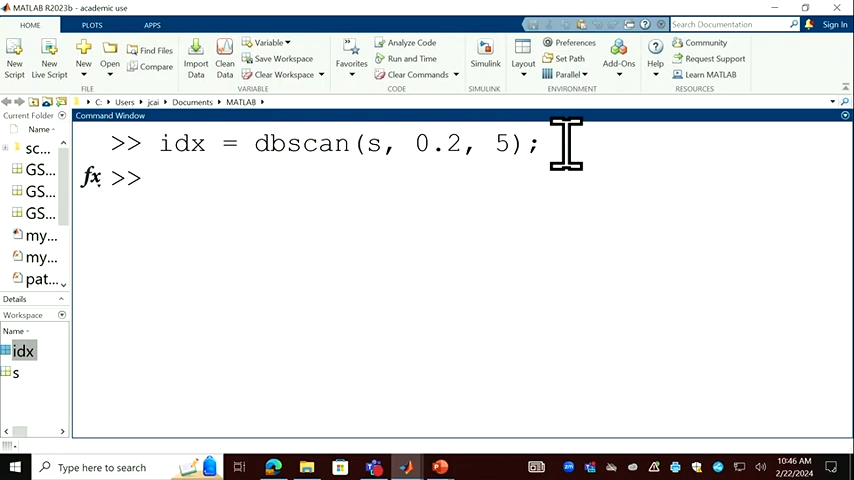 MATLAB R2023b - academic use
HOME PLOTS APPS
Search Documentation Sign In
New Script
New Live Script
New
Open
Find Files
Compare
FILE
Import Data
Clean Data
Variable
Save Workspace
Clear Workspace
VARIABLE
Favorites
Analyze Code
Run and Time
Clear Commands
CODE
Simulink
SIMULINK
Layout
Preferences
Set Path
Parallel
Add-Ons
ENVIRONMENT
Help
Community
Request Support
Learn MATLAB
RESOURCES
C: Users jcai Documents MATLAB
Current Folder
Name
sc...
GS...
GS...
GS...
my...
my...
pat...
Details
Workspace
Name
idx
s
Command Window
>> idx = dbscan(s, 0.2, 5);
fx >>
Type here to search
10:46 AM
2/22/2024